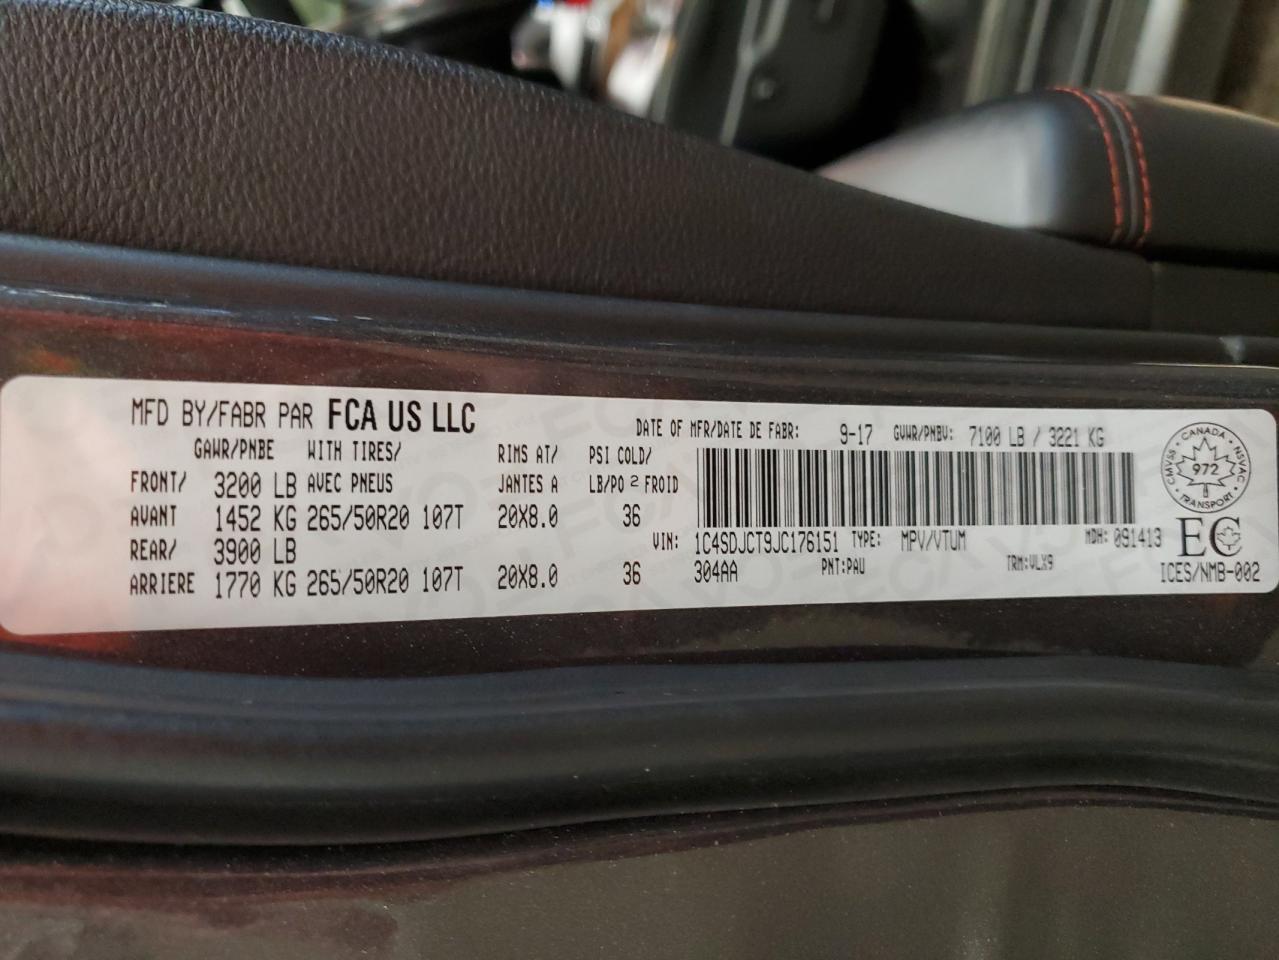 MFD BY/FABR PAR FCA US LLC
DATE OF MFR/DATE DE FABR: 9-17 GVWR/PNBV: 7100 LB / 3221 KG
GAWR/PNBE WITH TIRES/ RIMS AT/ PSI COLD/
FRONT/ 3200 LB AVEC PNEUS JANTES A LB/PO 2 FROID
AVANT 1452 KG 265/50R20 107T 20X8.0 36
REAR/ 3900 LB
ARRIERE 1770 KG 265/50R20 107T 20X8.0 36
VIN: 1C4SDJCT9JC176151 TYPE: MPV/VTUM MDH: 091413
304AA PNT:PAU TRM:VLX9
CMVSS · CANADA · NSVAC
972
· TRANSPORT ·
EC
ICES/NMB-002